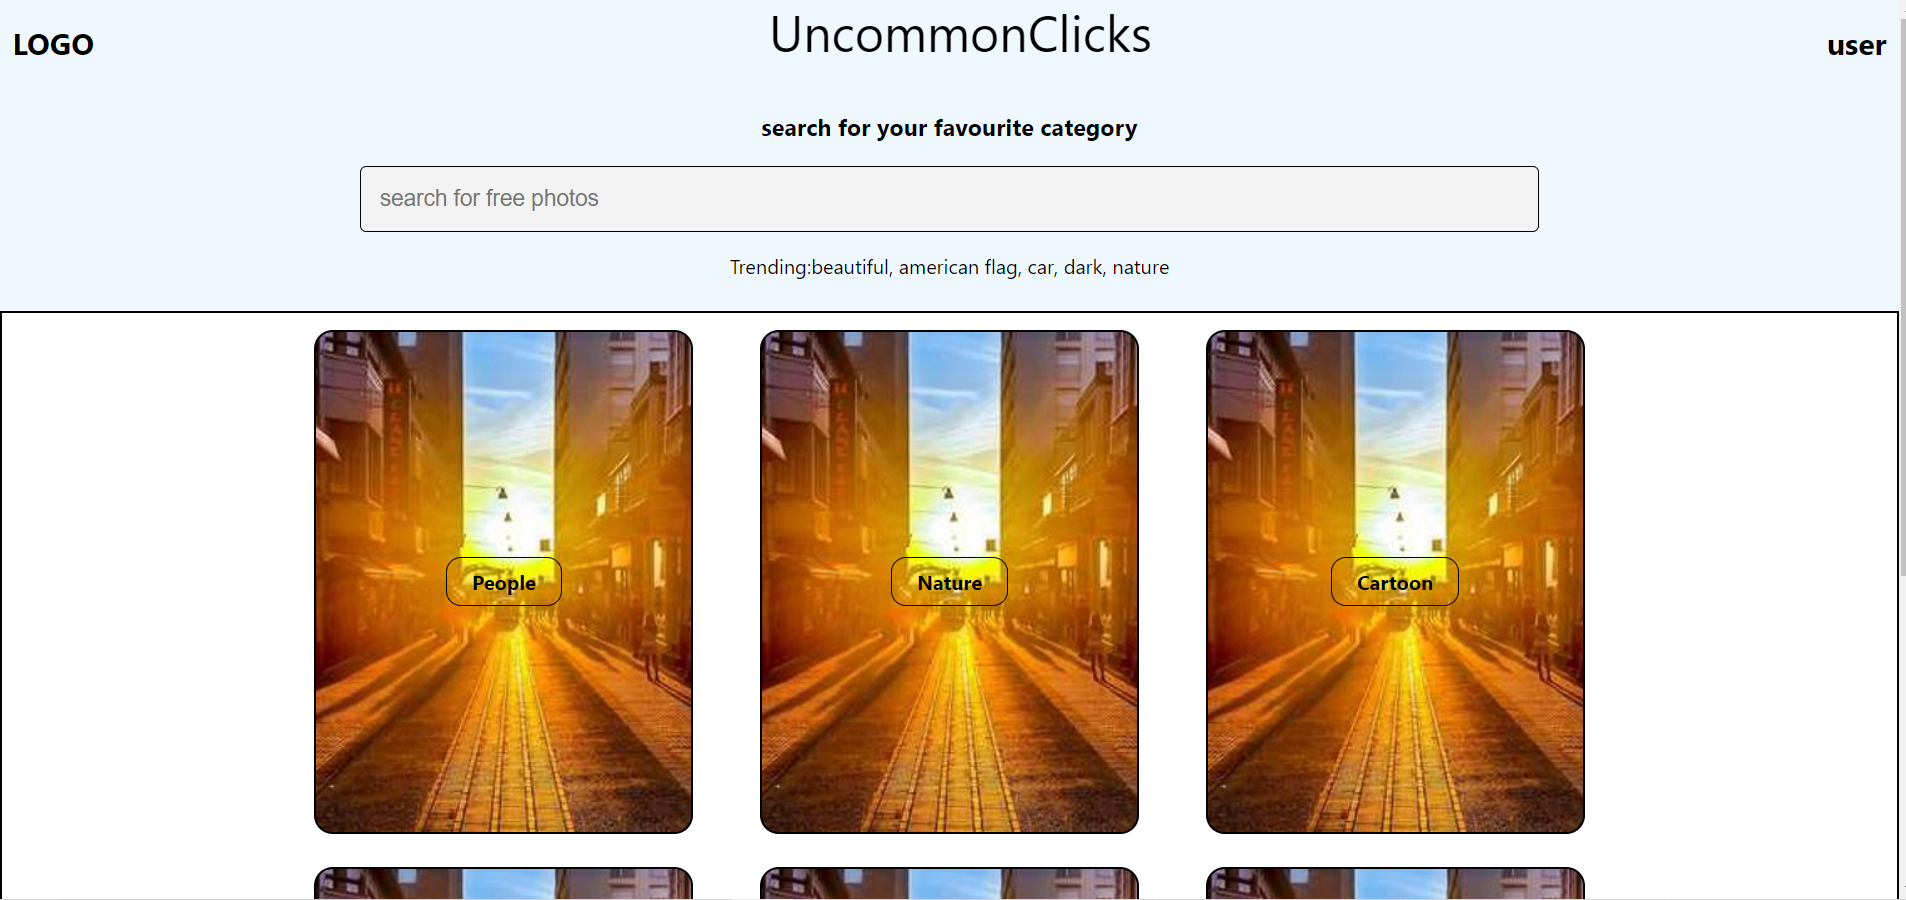 LOGO
UncommonClicks
user
search for your favourite category
search for free photos
Trending:beautiful, american flag, car, dark, nature
People
Nature
Cartoon